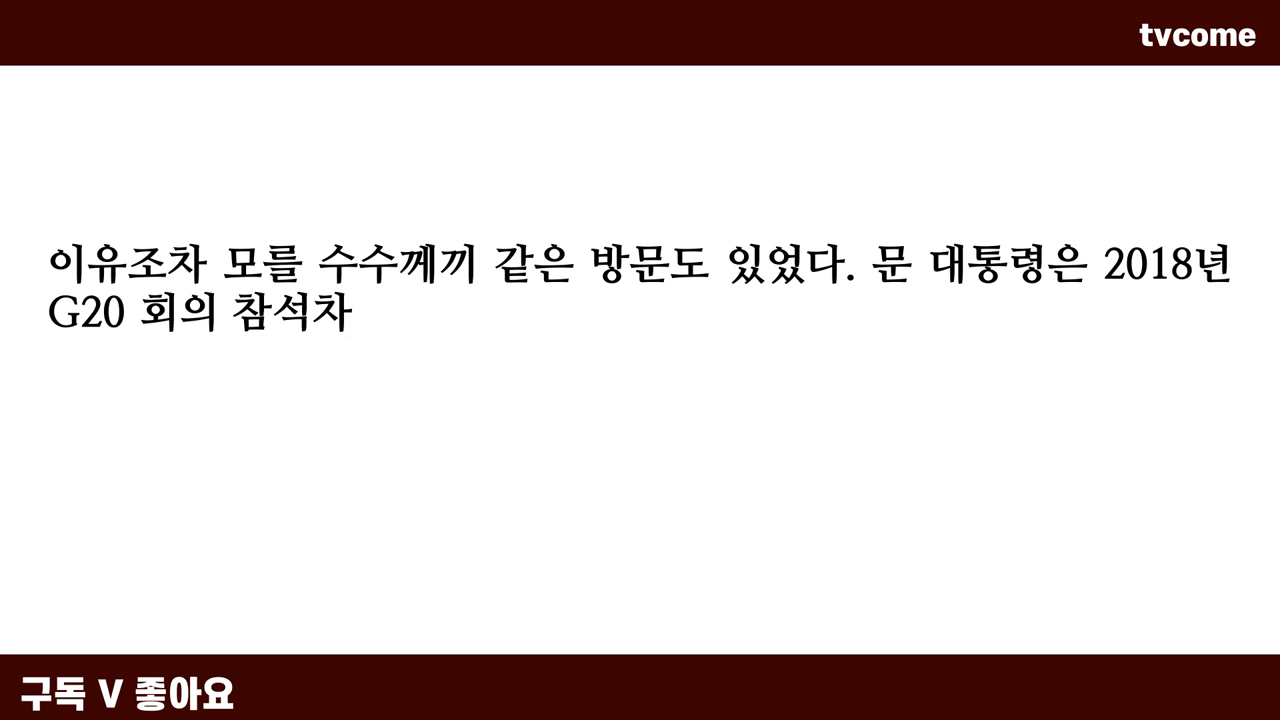 tvcome
이유조차 모를 수수께끼 같은 방문도 있었다. 문 대통령은 2018년
G20 회의 참석차
구독 V 좋아요